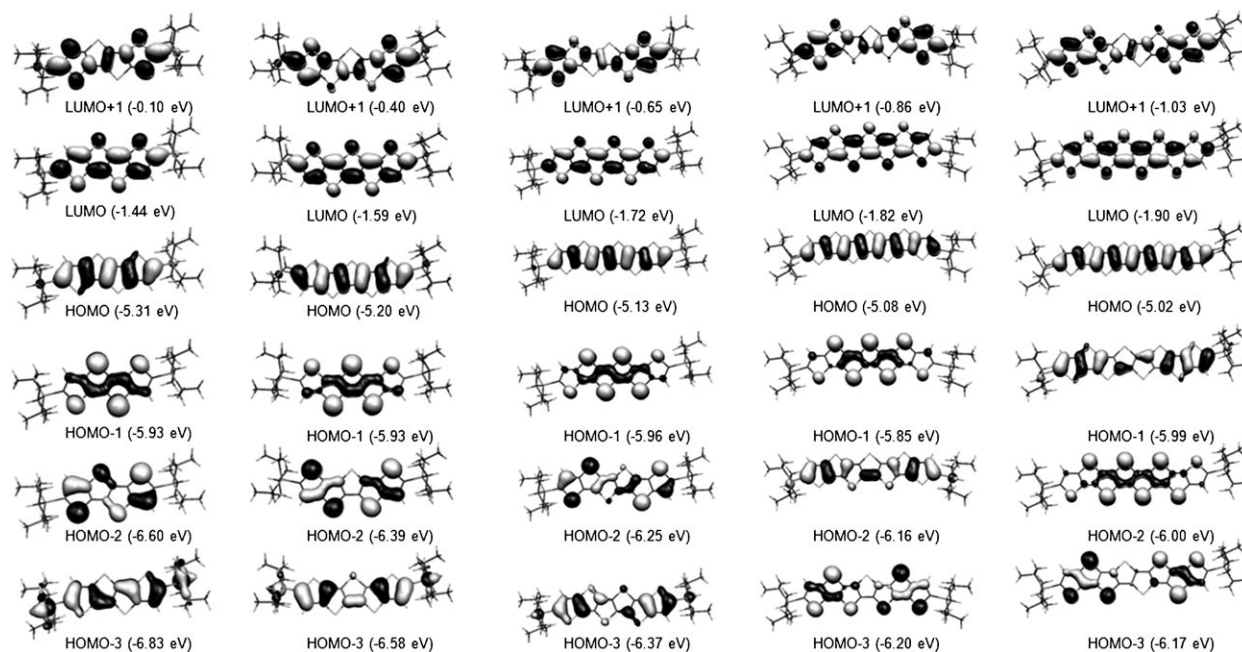 LUMO+1 (-0.10 eV)
LUMO+1 (-0.40 eV)
LUMO+1 (-0.65 eV)
LUMO+1 (-0.86 eV)
LUMO+1 (-1.03 eV)
LUMO (-1.44 eV)
LUMO (-1.59 eV)
LUMO (-1.72 eV)
LUMO (-1.82 eV)
LUMO (-1.90 eV)
HOMO (-5.31 eV)
HOMO (-5.20 eV)
HOMO (-5.13 eV)
HOMO (-5.08 eV)
HOMO (-5.02 eV)
HOMO-1 (-5.93 eV)
HOMO-1 (-5.93 eV)
HOMO-1 (-5.96 eV)
HOMO-1 (-5.85 eV)
HOMO-1 (-5.99 eV)
HOMO-2 (-6.60 eV)
HOMO-2 (-6.39 eV)
HOMO-2 (-6.25 eV)
HOMO-2 (-6.16 eV)
HOMO-2 (-6.00 eV)
HOMO-3 (-6.83 eV)
HOMO-3 (-6.58 eV)
HOMO-3 (-6.37 eV)
HOMO-3 (-6.20 eV)
HOMO-3 (-6.17 eV)